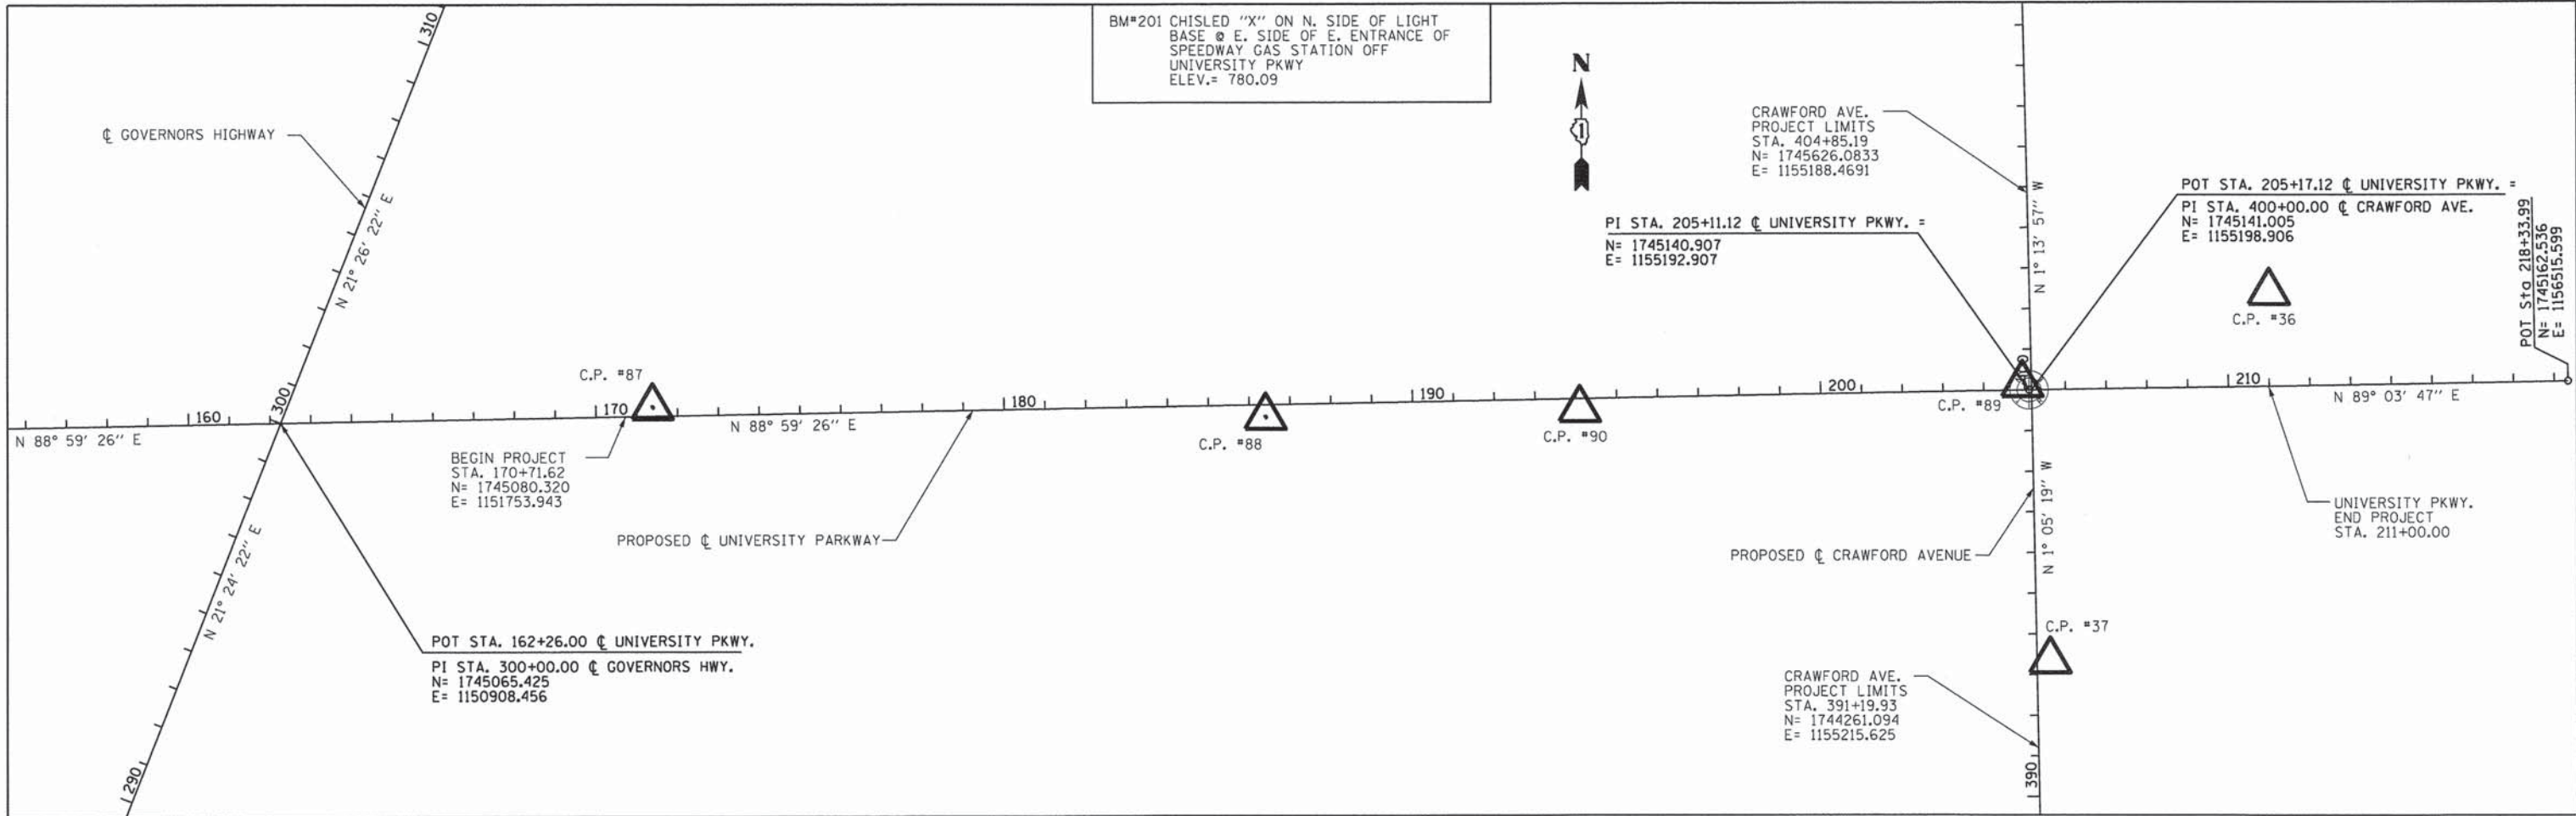 BM#201 CHISLED "X" ON N. SIDE OF LIGHT
BASE @ E. SIDE OF E. ENTRANCE OF
SPEEDWAY GAS STATION OFF
UNIVERSITY PKWY
ELEV.= 780.09
N
1
310
℄ GOVERNORS HIGHWAY
N 21° 26' 22" E
300
160
N 88° 59' 26" E
N 21° 24' 22" E
290
POT STA. 162+26.00 ℄ UNIVERSITY PKWY.
PI STA. 300+00.00 ℄ GOVERNORS HWY.
N= 1745065.425
E= 1150908.456
C.P. #87
170
BEGIN PROJECT
STA. 170+71.62
N= 1745080.320
E= 1151753.943
N 88° 59' 26" E
180
PROPOSED ℄ UNIVERSITY PARKWAY
C.P. #88
190
C.P. #90
200
CRAWFORD AVE.
PROJECT LIMITS
STA. 404+85.19
N= 1745626.0833
E= 1155188.4691
PI STA. 205+11.12 ℄ UNIVERSITY PKWY. =
N= 1745140.907
E= 1155192.907
N 1° 13' 57" W
POT STA. 205+17.12 ℄ UNIVERSITY PKWY. =
PI STA. 400+00.00 ℄ CRAWFORD AVE.
N= 1745141.005
E= 1155198.906
C.P. #36
POT Sta 218+33.99
N= 1745162.536
E= 1156515.599
C.P. #89
210
N 89° 03' 47" E
UNIVERSITY PKWY.
END PROJECT
STA. 211+00.00
PROPOSED ℄ CRAWFORD AVENUE
N 1° 05' 19" W
C.P. #37
CRAWFORD AVE.
PROJECT LIMITS
STA. 391+19.93
N= 1744261.094
E= 1155215.625
390